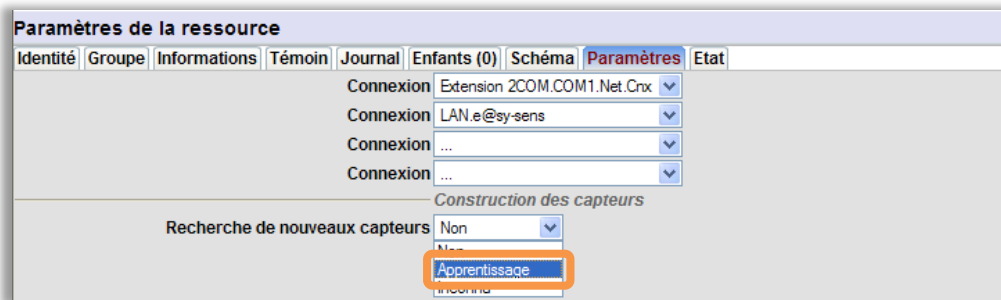 Paramètres de la ressource
Identité Groupe Informations Témoin Journal Enfants (0) Schéma Paramètres Etat
Connexion Extension 2COM.COM1.Net.Cnx
Connexion LAN.e@sy-sens
Connexion ...
Connexion ...
Construction des capteurs
Recherche de nouveaux capteurs Non
Non
Apprentissage
Inconnu